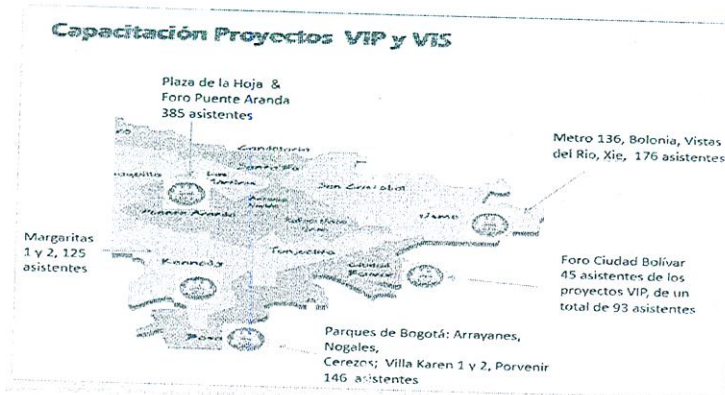 Capacitación Proyectos VIP y VIS
Plaza de la Hoja &
Foro Puente Aranda
385 asistentes
Metro 136, Bolonia, Vistas
del Rio, Xie, 176 asistentes
Candelaria
Santa Fe
San Cristobal
Los
Usme
Puente Aranda
Tunjuelito
Kennedy
Ciudad
Bosa
Margaritas
1 y 2, 125
asistentes
Foro Ciudad Bolívar
45 asistentes de los
proyectos VIP, de un
total de 93 asistentes
Parques de Bogotá: Arrayanes,
Nogales,
Cerezos; Villa Karen 1 y 2, Porvenir
146 asistentes